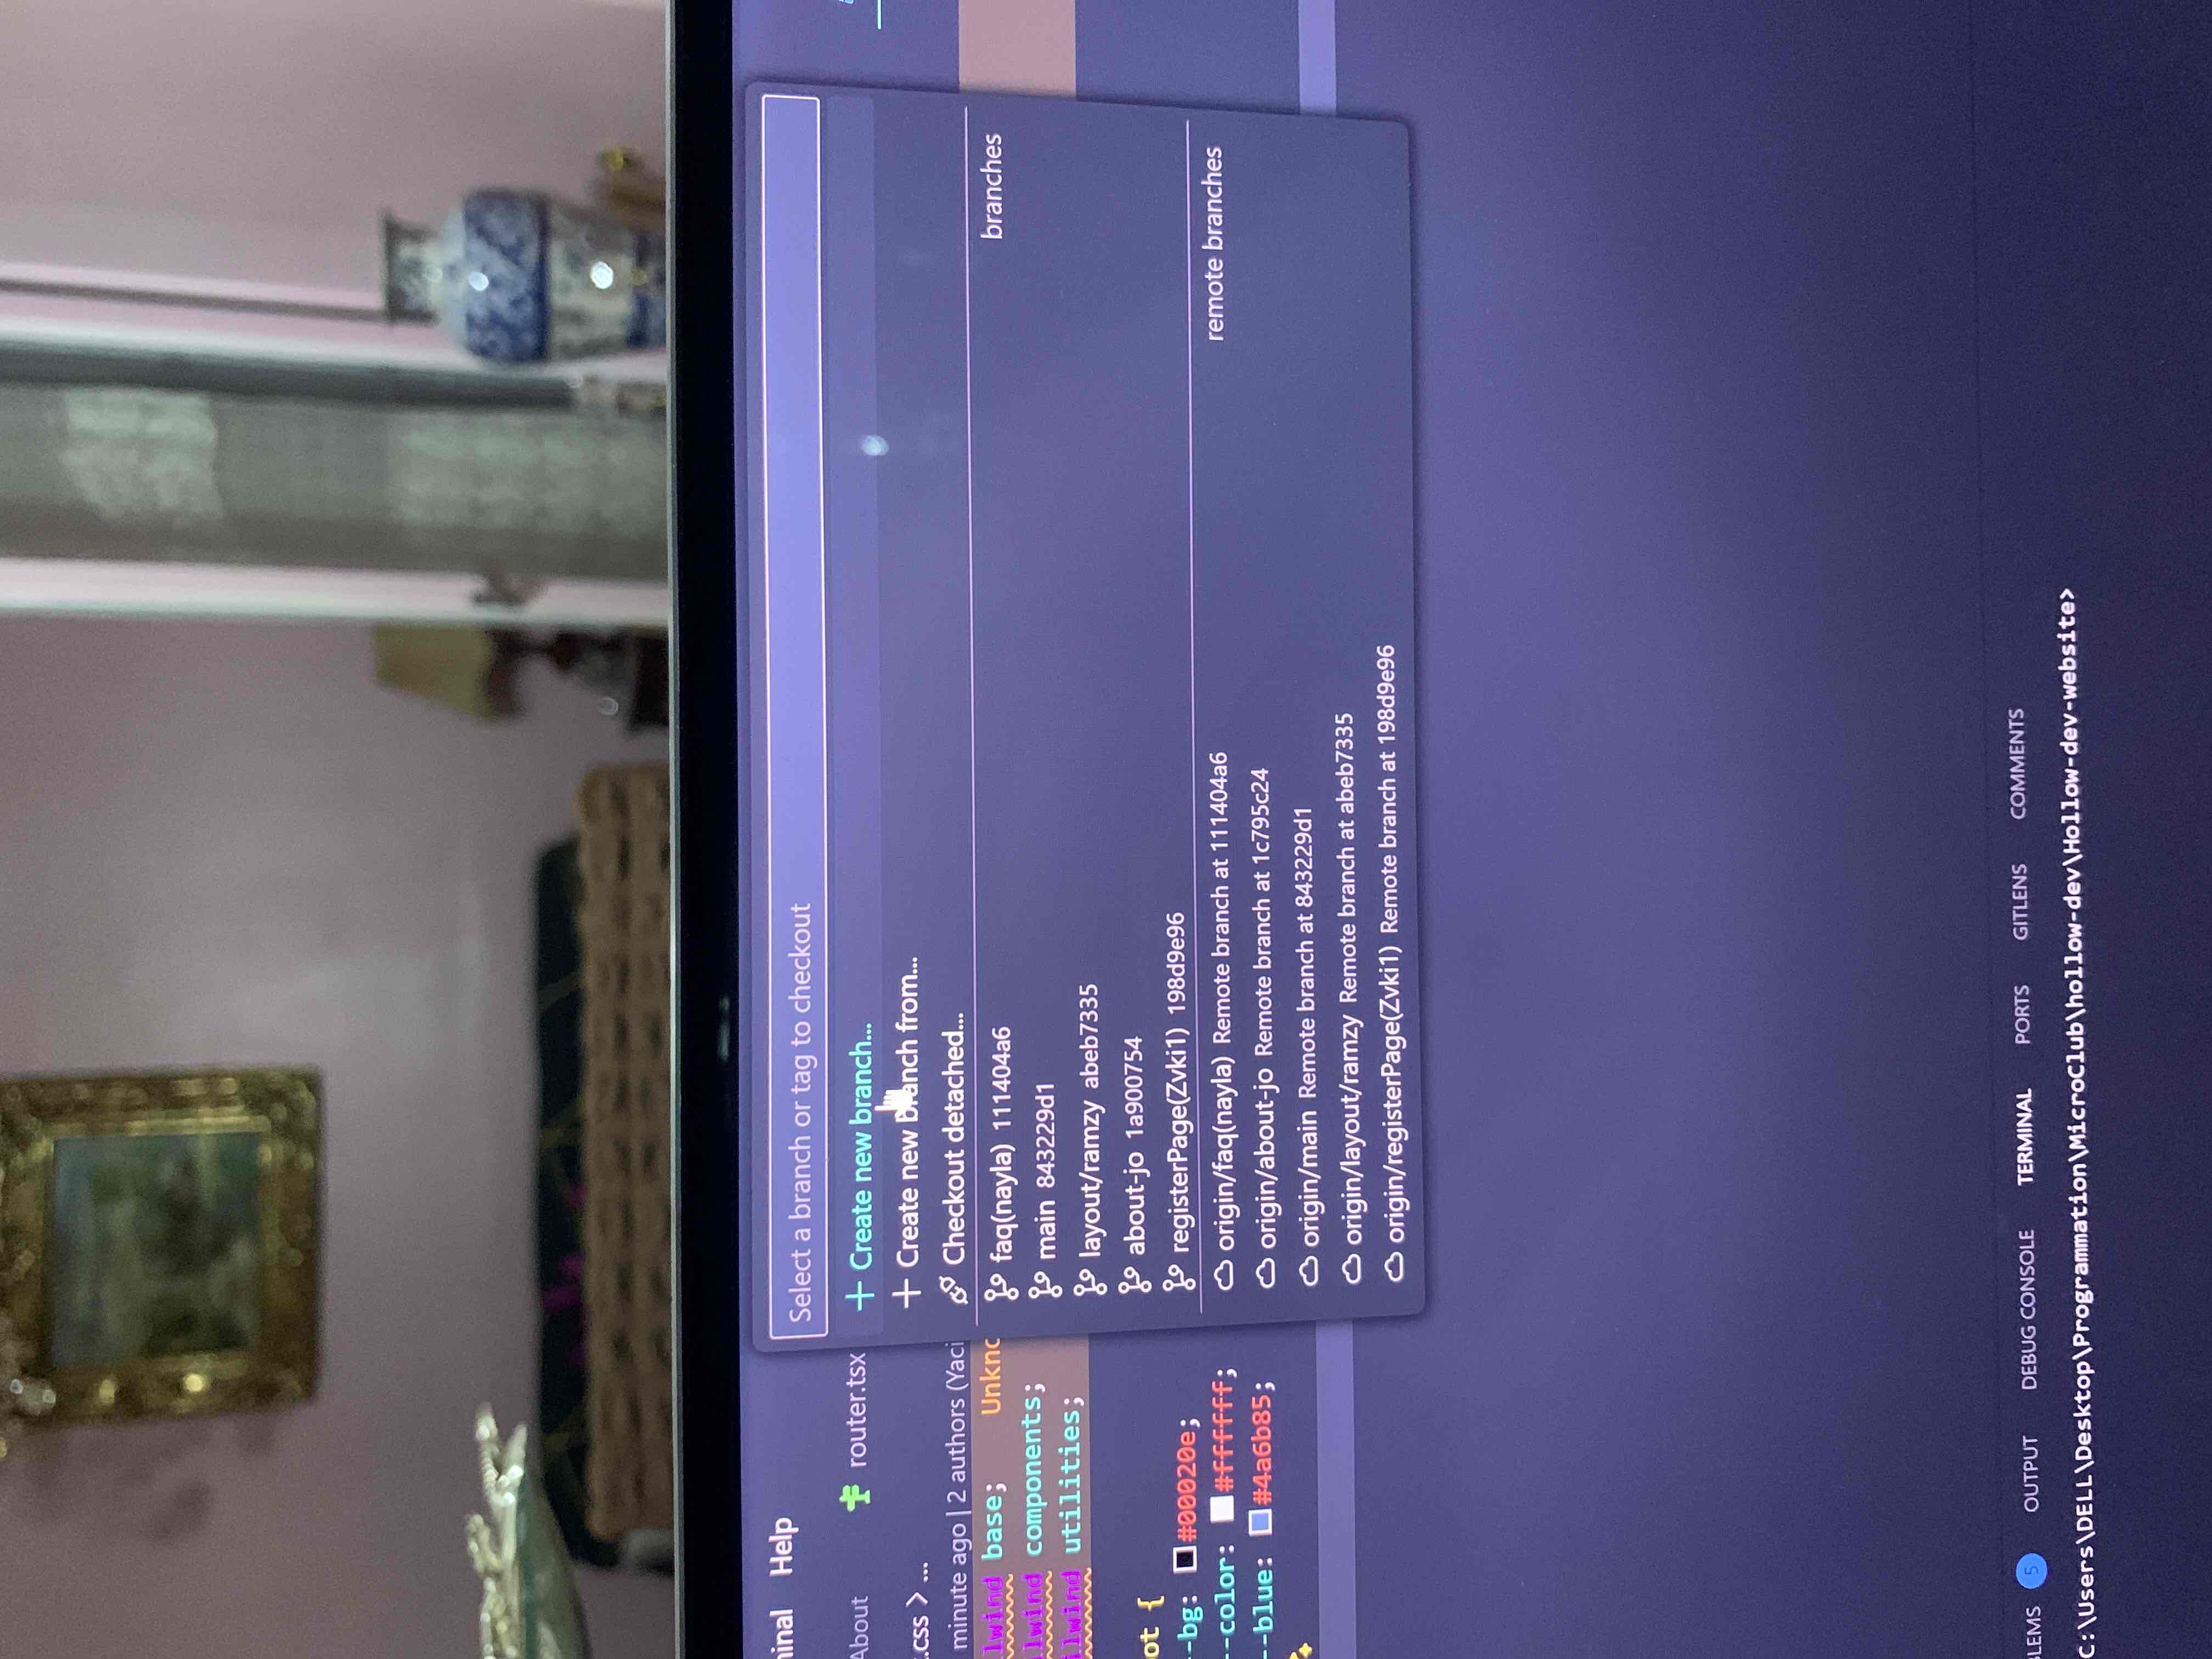 Help
Select a branch or tag to checkout
About
router.tsx
Create new branch...
.css > ...
Create new branch from...
minute ago | 2 authors (Yaci
Checkout detached...
base;
faq(nayla) 111404a6
branches
components;
main 843229d1
utilities;
layout/ramzy abeb7335
about-jo 1a900754
ot {
registerPage(Zvki1) 198d9e96
--bg: #00020e;
origin/faq(nayla) Remote branch at 111404a6
remote branches
--color: #ffffff;
origin/about-jo Remote branch at 1c795c24
--blue: #4a6b85;
origin/main Remote branch at 843229d1
origin/layout/ramzy Remote branch at abeb7335
origin/registerPage(Zvki1) Remote branch at 198d9e96
LEMS 5 OUTPUT DEBUG CONSOLE TERMINAL PORTS GITLENS COMMENTS
C:\Users\DELL\Desktop\Programmation\MicroClub\hollow-dev\Hollow-dev-website>